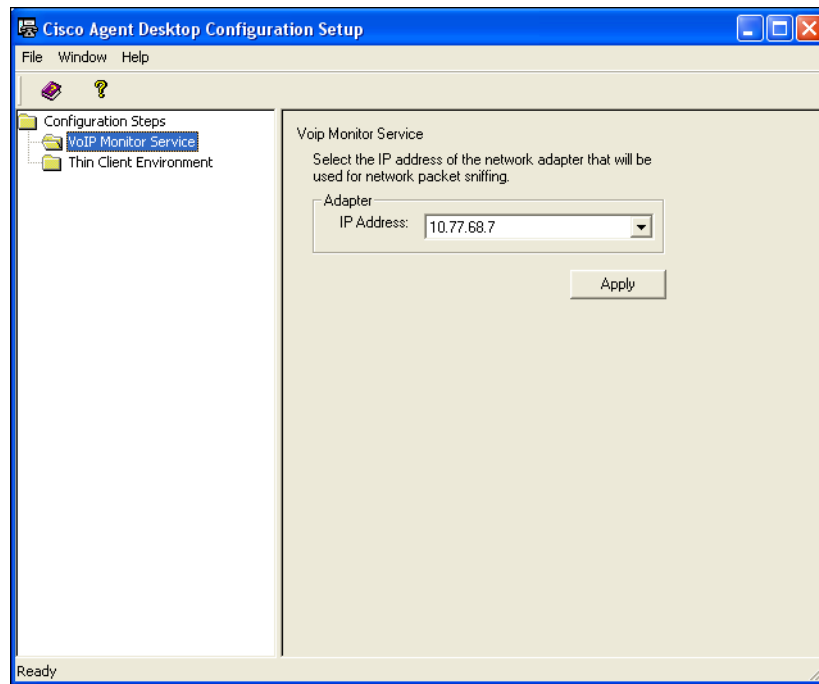 Cisco Agent Desktop Configuration Setup
File Window Help
Configuration Steps
VoIP Monitor Service
Thin Client Environment
Voip Monitor Service
Select the IP address of the network adapter that will be
used for network packet sniffing.
Adapter
IP Address: 10.77.68.7
Apply
Ready